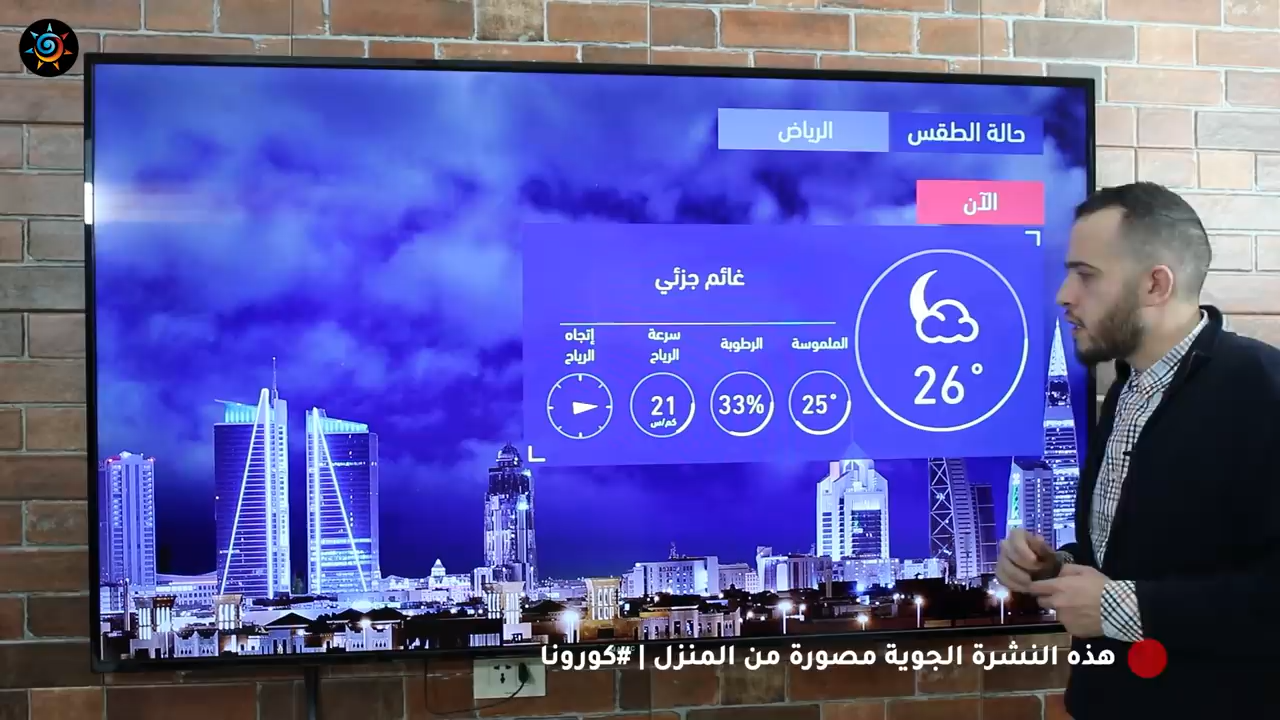 حالة الطقس
الرياض
الآن
غائم جزئي
26°
الملموسة
25°
الرطوبة
33%
سرعة
الرياح
21
كم/س
إتجاه
الرياح
هذه النشرة الجوية مصورة من المنزل | #كورونا